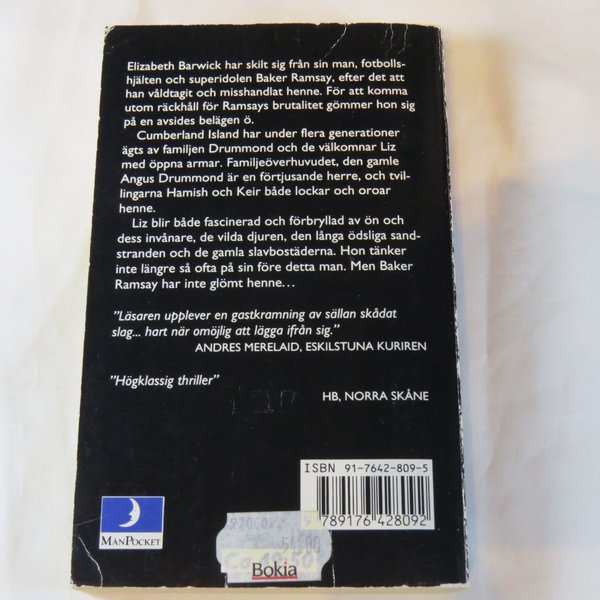 Elizabeth Barwick har skilt sig från sin man, fotbolls-
hjälten och superidolen Baker Ramsay, efter det att
han våldtagit och misshandlat henne. För att komma
utom räckhåll för Ramsays brutalitet gömmer hon sig
på en avsides belägen ö.
Cumberland Island har under flera generationer
ägts av familjen Drummond och de välkomnar Liz
med öppna armar. Familjeöverhuvudet, den gamle
Angus Drummond är en förtjusande herre, och tvil-
lingarna Hamish och Keir både lockar och oroar
henne.
Liz blir både fascinerad och förbryllad av ön och
dess invånare, de vilda djuren, den långa ödsliga sand-
stranden och de gamla slavbostäderna. Hon tänker
inte längre så ofta på sin före detta man. Men Baker
Ramsay har inte glömt henne...
"Läsaren upplever en gastkramning av sällan skådat
slag... hart när omöjlig att lägga ifrån sig."
ANDRES MERELAID, ESKILSTUNA KURIREN
"Högklassig thriller"
HB, NORRA SKÅNE
ISBN 91-7642-809-5
9 789176 428092
MÅNPOCKET
Bokia